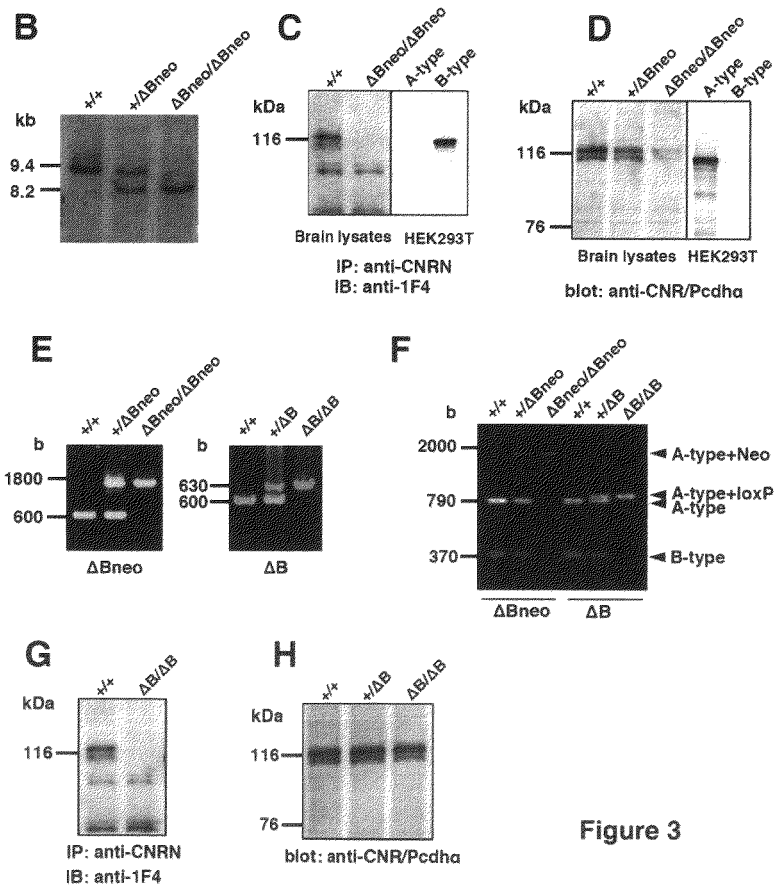 B
+/+
+/ΔBneo
ΔBneo/ΔBneo
kb
9.4
8.2
C
+/+
ΔBneo/ΔBneo
A-type
B-type
kDa
116
Brain lysates
HEK293T
IP: anti-CNRN
IB: anti-1F4
D
+/+
+/ΔBneo
ΔBneo/ΔBneo
A-type
B-type
kDa
116
76
Brain lysates
HEK293T
blot: anti-CNR/Pcdhα
E
+/+
+/ΔBneo
ΔBneo/ΔBneo
b
1800
600
ΔBneo
+/+
+/ΔB
ΔB/ΔB
b
630
600
ΔB
F
+/+
+/ΔBneo
ΔBneo/ΔBneo
+/+
+/ΔB
ΔB/ΔB
b
2000
790
370
A-type+Neo
A-type+loxP
A-type
B-type
ΔBneo
ΔB
G
+/+
ΔB/ΔB
kDa
116
IP: anti-CNRN
IB: anti-1F4
H
+/+
+/ΔB
ΔB/ΔB
kDa
116
76
blot: anti-CNR/Pcdhα
Figure 3